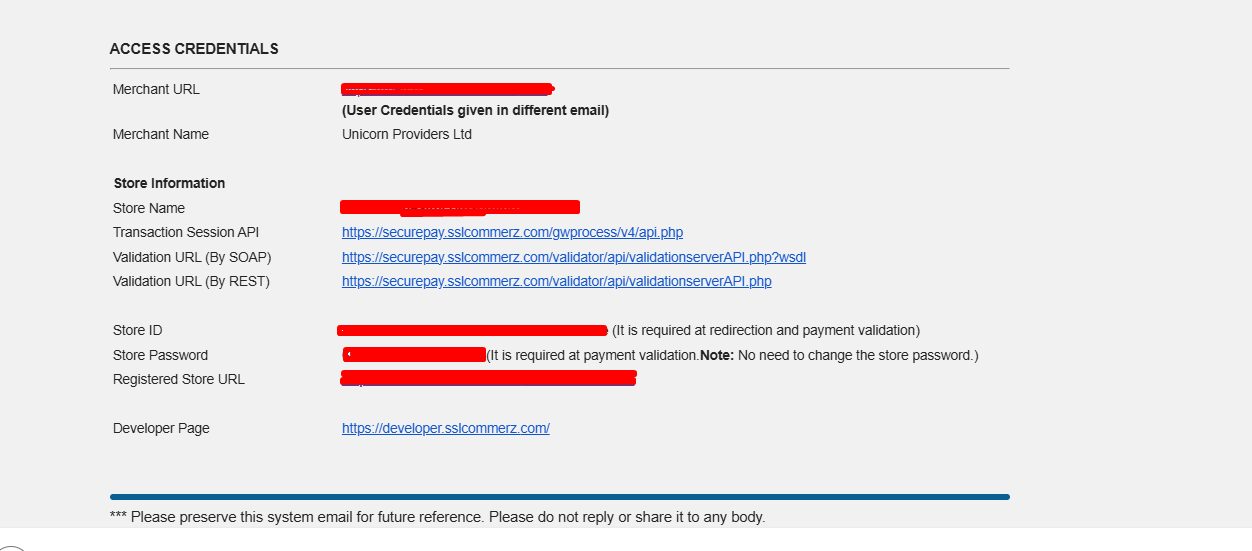 ACCESS CREDENTIALS
Merchant URL
(User Credentials given in different email)
Merchant Name Unicorn Providers Ltd
Store Information
Store Name
Transaction Session API https://securepay.sslcommerz.com/gwprocess/v4/api.php
Validation URL (By SOAP) https://securepay.sslcommerz.com/validator/api/validationserverAPI.php?wsdl
Validation URL (By REST) https://securepay.sslcommerz.com/validator/api/validationserverAPI.php
Store ID (It is required at redirection and payment validation)
Store Password (It is required at payment validation.Note: No need to change the store password.)
Registered Store URL
Developer Page https://developer.sslcommerz.com/
*** Please preserve this system email for future reference. Please do not reply or share it to any body.